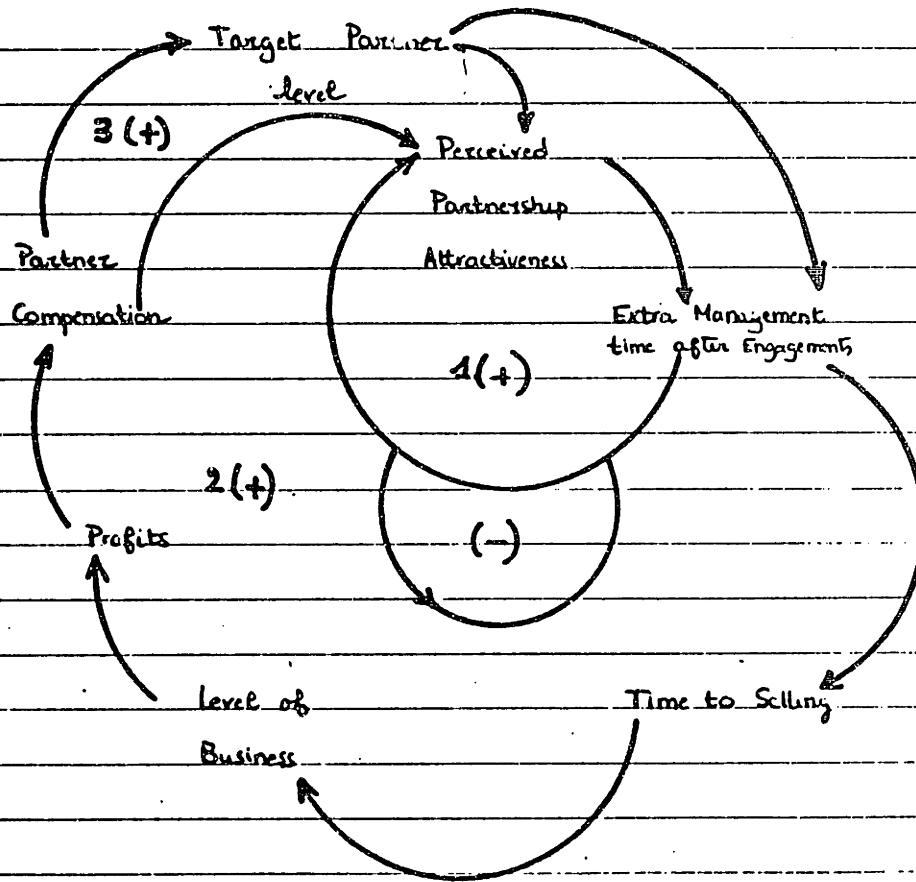 Target Partner
level
3 (+)
Perceived
Partnership
Attractiveness
Partner
Compensation
Extra Management
time after Engagements
1 (+)
2 (+)
Profits
(-)
Level of
Business
Time to Selling